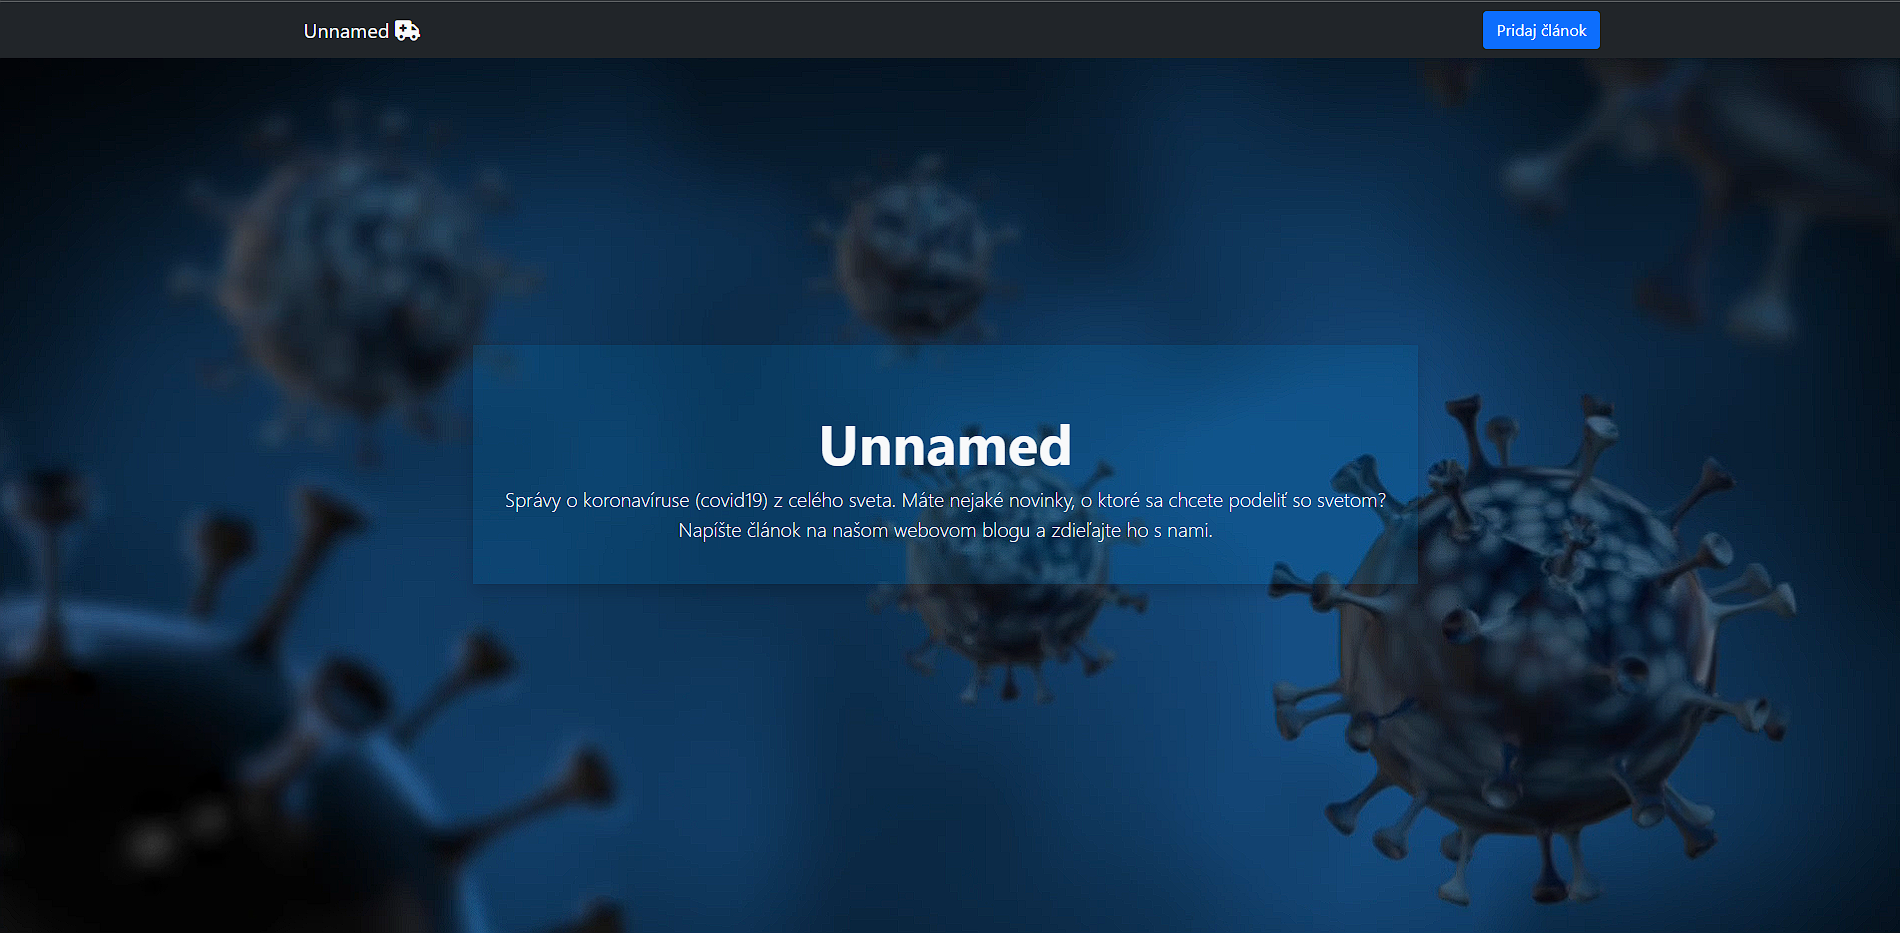 Unnamed
Pridaj článok
Unnamed
Správy o koronavíruse (covid19) z celého sveta. Máte nejaké novinky, o ktoré sa chcete podeliť so svetom?
Napíšte článok na našom webovom blogu a zdieľajte ho s nami.